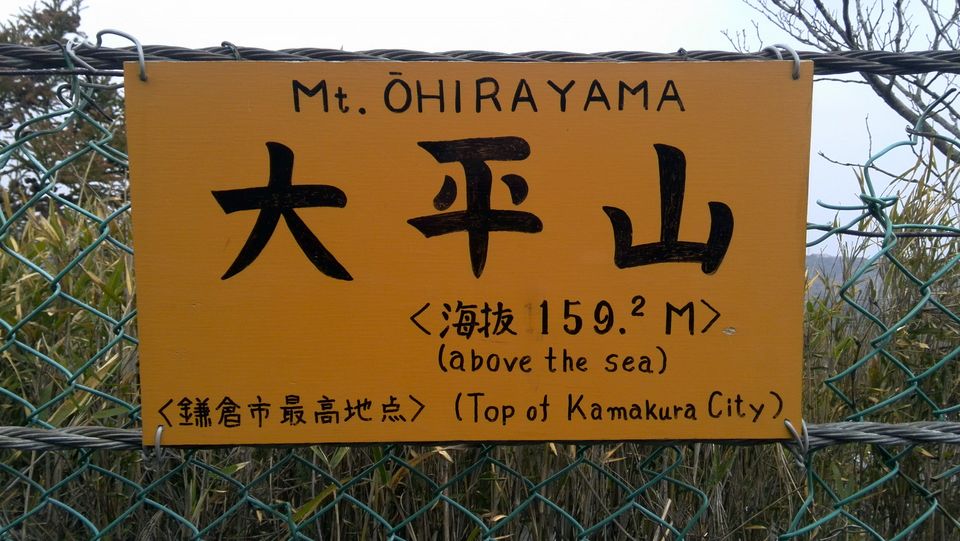 Mt. ŌHIRAYAMA
大平山
<海抜 159.² M>
(above the sea)
<鎌倉市最高地点> (Top of Kamakura City)